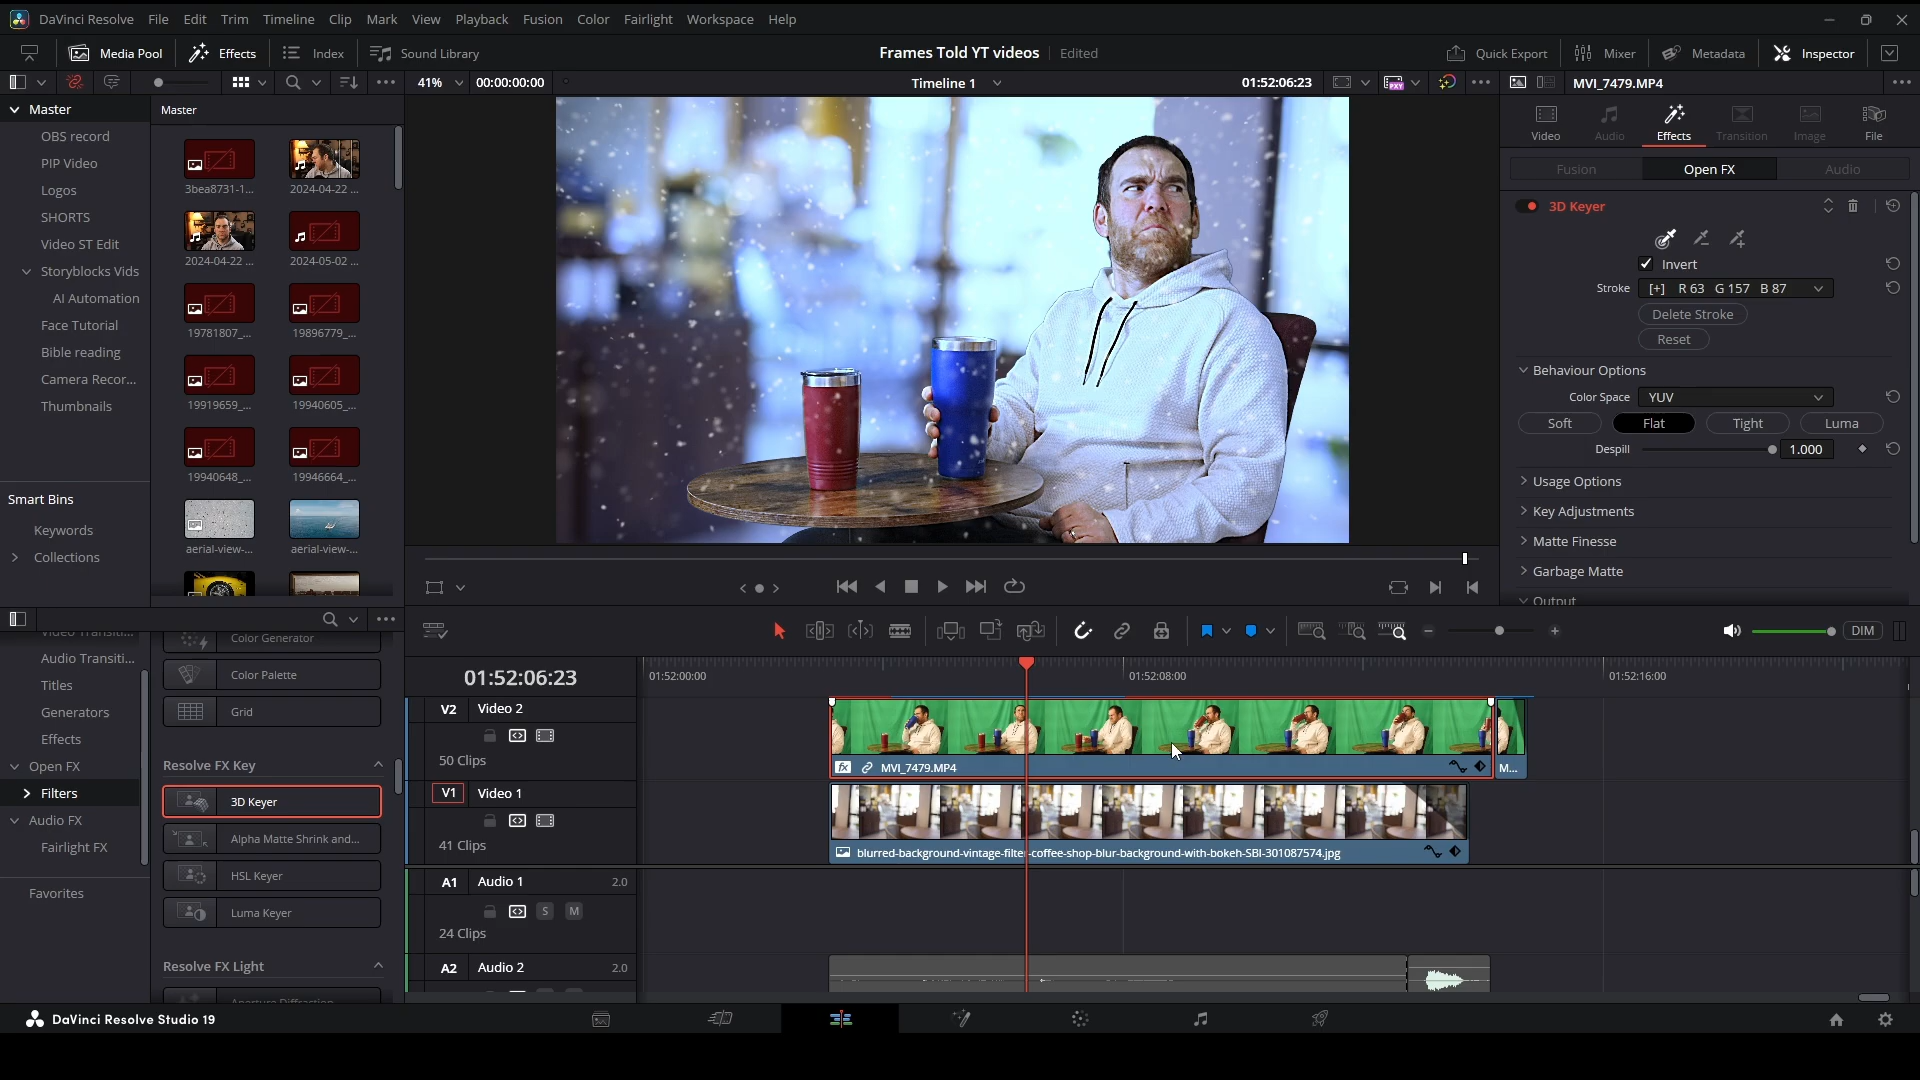 DaVinci Resolve File Edit Trim Timeline Clip Mark View Playback Fusion Color Fairlight Workspace Help
Media Pool Effects Index Sound Library Frames Told YT videos Edited Quick Export Mixer Metadata Inspector
41% 00:00:00:00 Timeline 1 01:52:06:23 PXY MVI_7479.MP4
Master
OBS record
PIP Video
Logos
SHORTS
Video ST Edit
Storyblocks Vids
AI Automation
Face Tutorial
Bible reading
Camera Recor...
Thumbnails
Smart Bins
Keywords
Collections
Master
3bea8731-1... 2024-04-22 ...
2024-04-22 ... 2024-05-02 ...
19781807_... 19896779_...
19919659_... 19940605_...
19940648_... 19946664_...
aerial-view-... aerial-view-...
Video Audio Effects Transition Image File
Fusion Open FX Audio
3D Keyer
Invert
Stroke [+] R 63 G 157 B 87
Delete Stroke
Reset
Behaviour Options
Color Space YUV
Soft Flat Tight Luma
Despill 1.000
Usage Options
Key Adjustments
Matte Finesse
Garbage Matte
Output
Video Transiti...
Audio Transiti...
Titles
Generators
Effects
Open FX
Filters
Audio FX
Fairlight FX
Favorites
Color Generator
Color Palette
Grid
Resolve FX Key
3D Keyer
Alpha Matte Shrink and...
HSL Keyer
Luma Keyer
Resolve FX Light
Aperture Diffraction
DIM
01:52:06:23 01:52:00:00 01:52:08:00 01:52:16:00
V2 Video 2
50 Clips
fx MVI_7479.MP4 M...
V1 Video 1
41 Clips
blurred-background-vintage-filter-coffee-shop-blur-background-with-bokeh-SBI-301087574.jpg
A1 Audio 1 2.0
S M
24 Clips
A2 Audio 2 2.0
DaVinci Resolve Studio 19